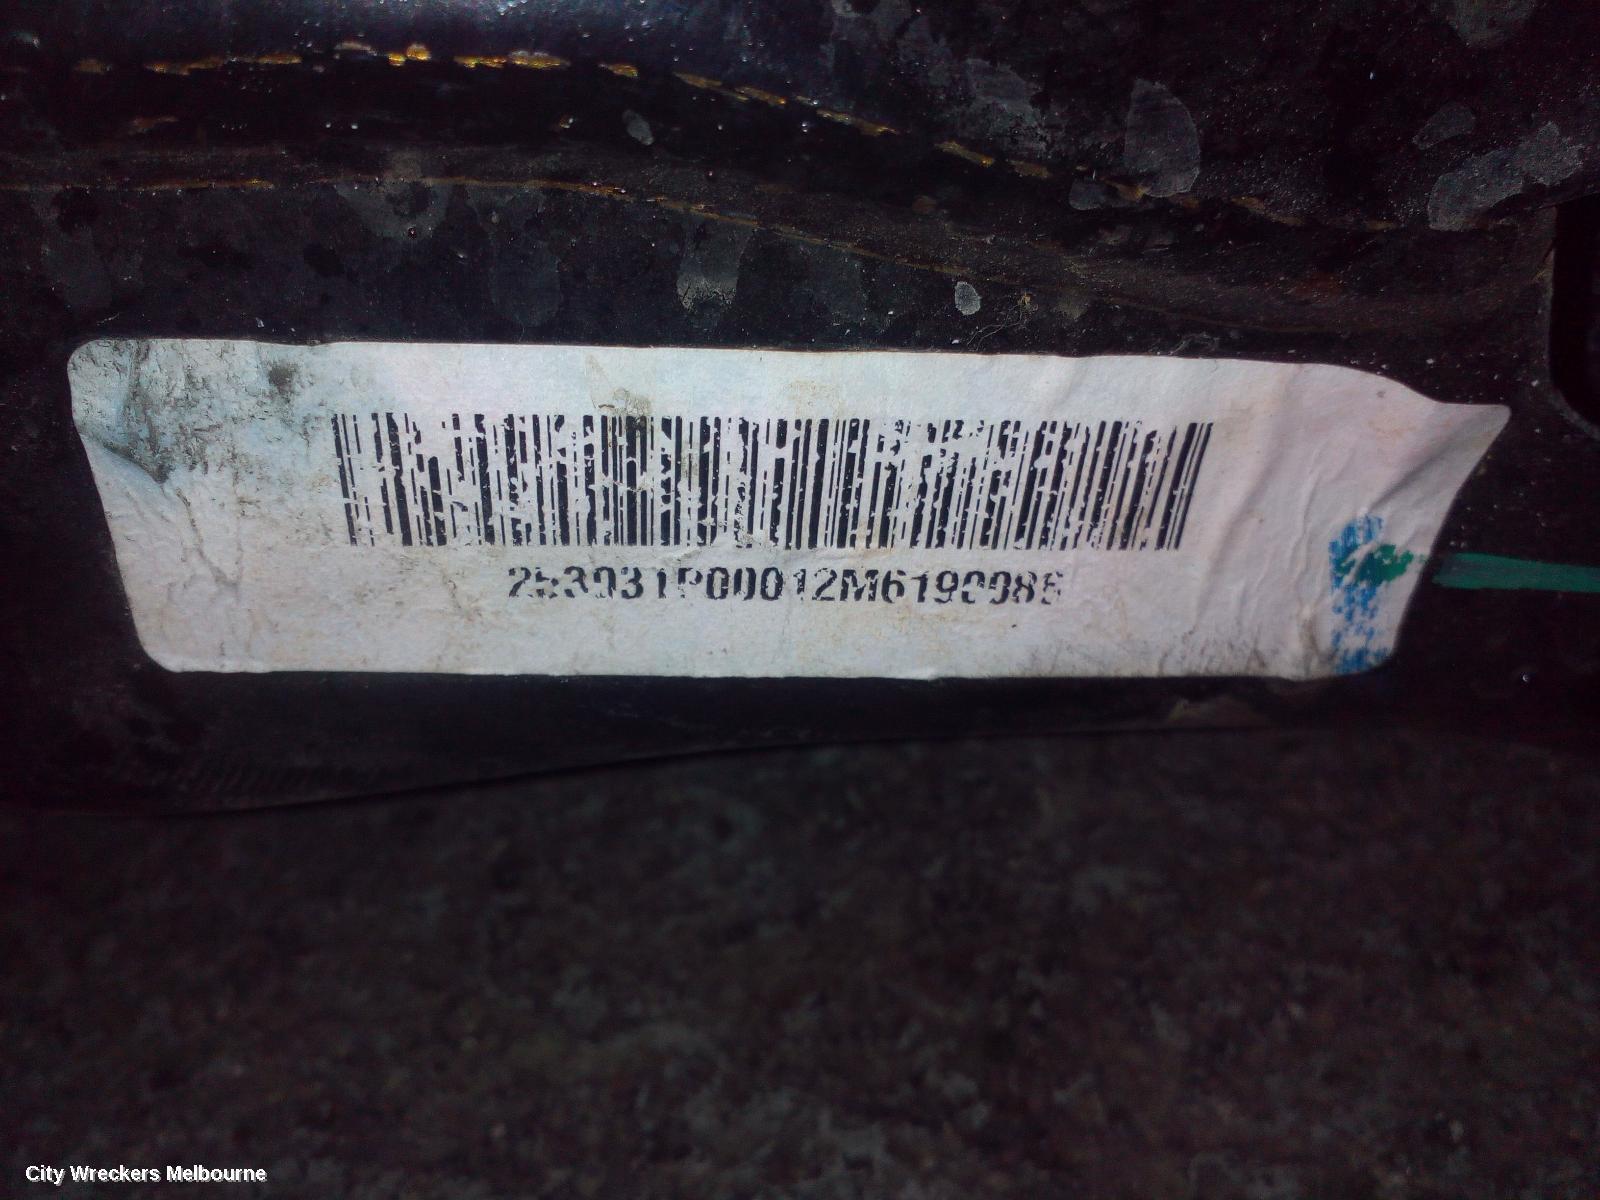 253031P00012M6190085
City Wreckers Melbourne